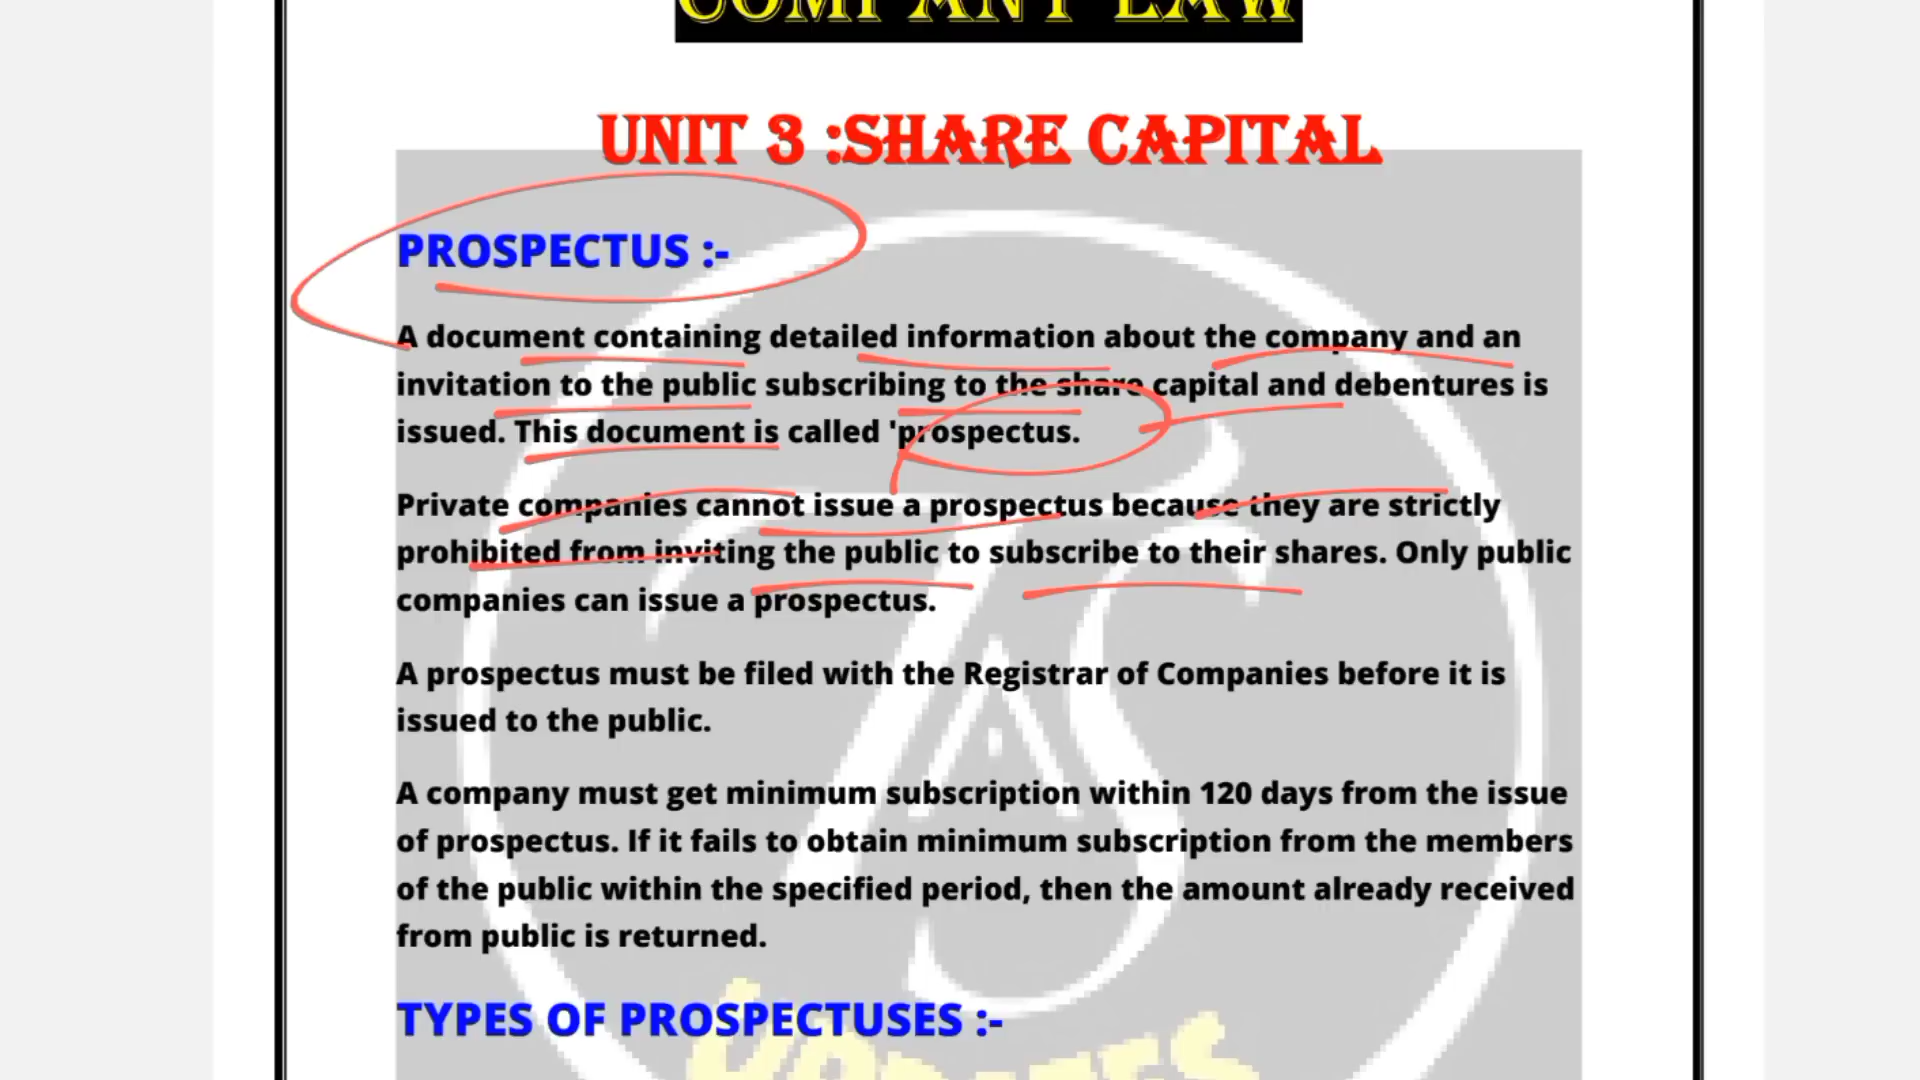 COMPANY LAW
UNIT 3 :SHARE CAPITAL
PROSPECTUS :-
A document containing detailed information about the company and an
invitation to the public subscribing to the share capital and debentures is
issued. This document is called 'prospectus.
Private companies cannot issue a prospectus because they are strictly
prohibited from inviting the public to subscribe to their shares. Only public
companies can issue a prospectus.
A prospectus must be filed with the Registrar of Companies before it is
issued to the public.
A company must get minimum subscription within 120 days from the issue
of prospectus. If it fails to obtain minimum subscription from the members
of the public within the specified period, then the amount already received
from public is returned.
TYPES OF PROSPECTUSES :-